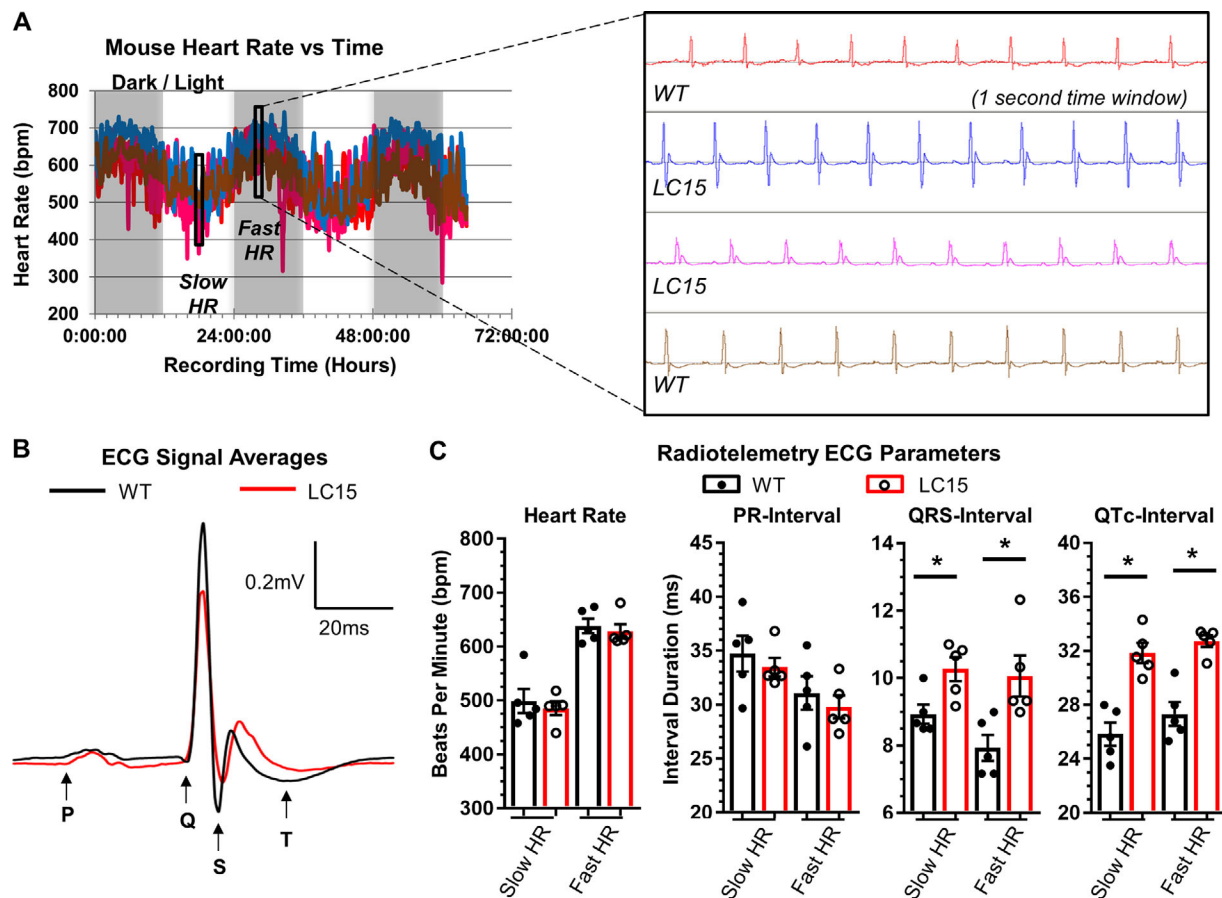 A
Mouse Heart Rate vs Time
Dark / Light
Heart Rate (bpm)
800
700
600
500
400
300
200
Slow
HR
Fast
HR
0:00:00
24:00:00
48:00:00
72:00:00
Recording Time (Hours)
WT
(1 second time window)
LC15
LC15
WT
B
ECG Signal Averages
WT
LC15
0.2mV
20ms
P
Q
S
T
C
Radiotelemetry ECG Parameters
WT
LC15
Heart Rate
Beats Per Minute (bpm)
800
700
600
500
400
300
Slow HR
Fast HR
PR-Interval
Interval Duration (ms)
45
40
35
30
25
20
Slow HR
Fast HR
QRS-Interval
14
12
10
8
6
*
*
Slow HR
Fast HR
QTc-Interval
40
36
32
28
24
20
*
*
Slow HR
Fast HR